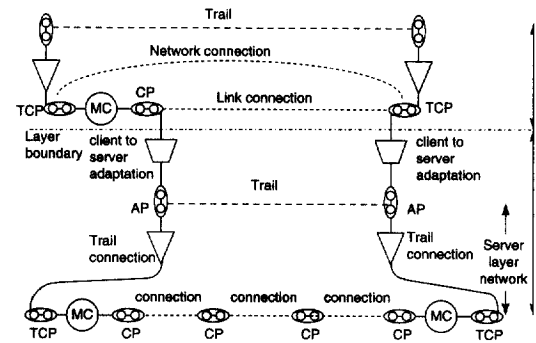 Trail
Network connection
CP
TCP
MC
Link connection
TCP
Layer
boundary
client to
server
adaptation
client to
server
adaptation
Trail
AP
AP
Trail
connection
Trail
connection
Server
layer
network
MC
connection
connection
connection
MC
TCP
CP
CP
CP
CP
TCP